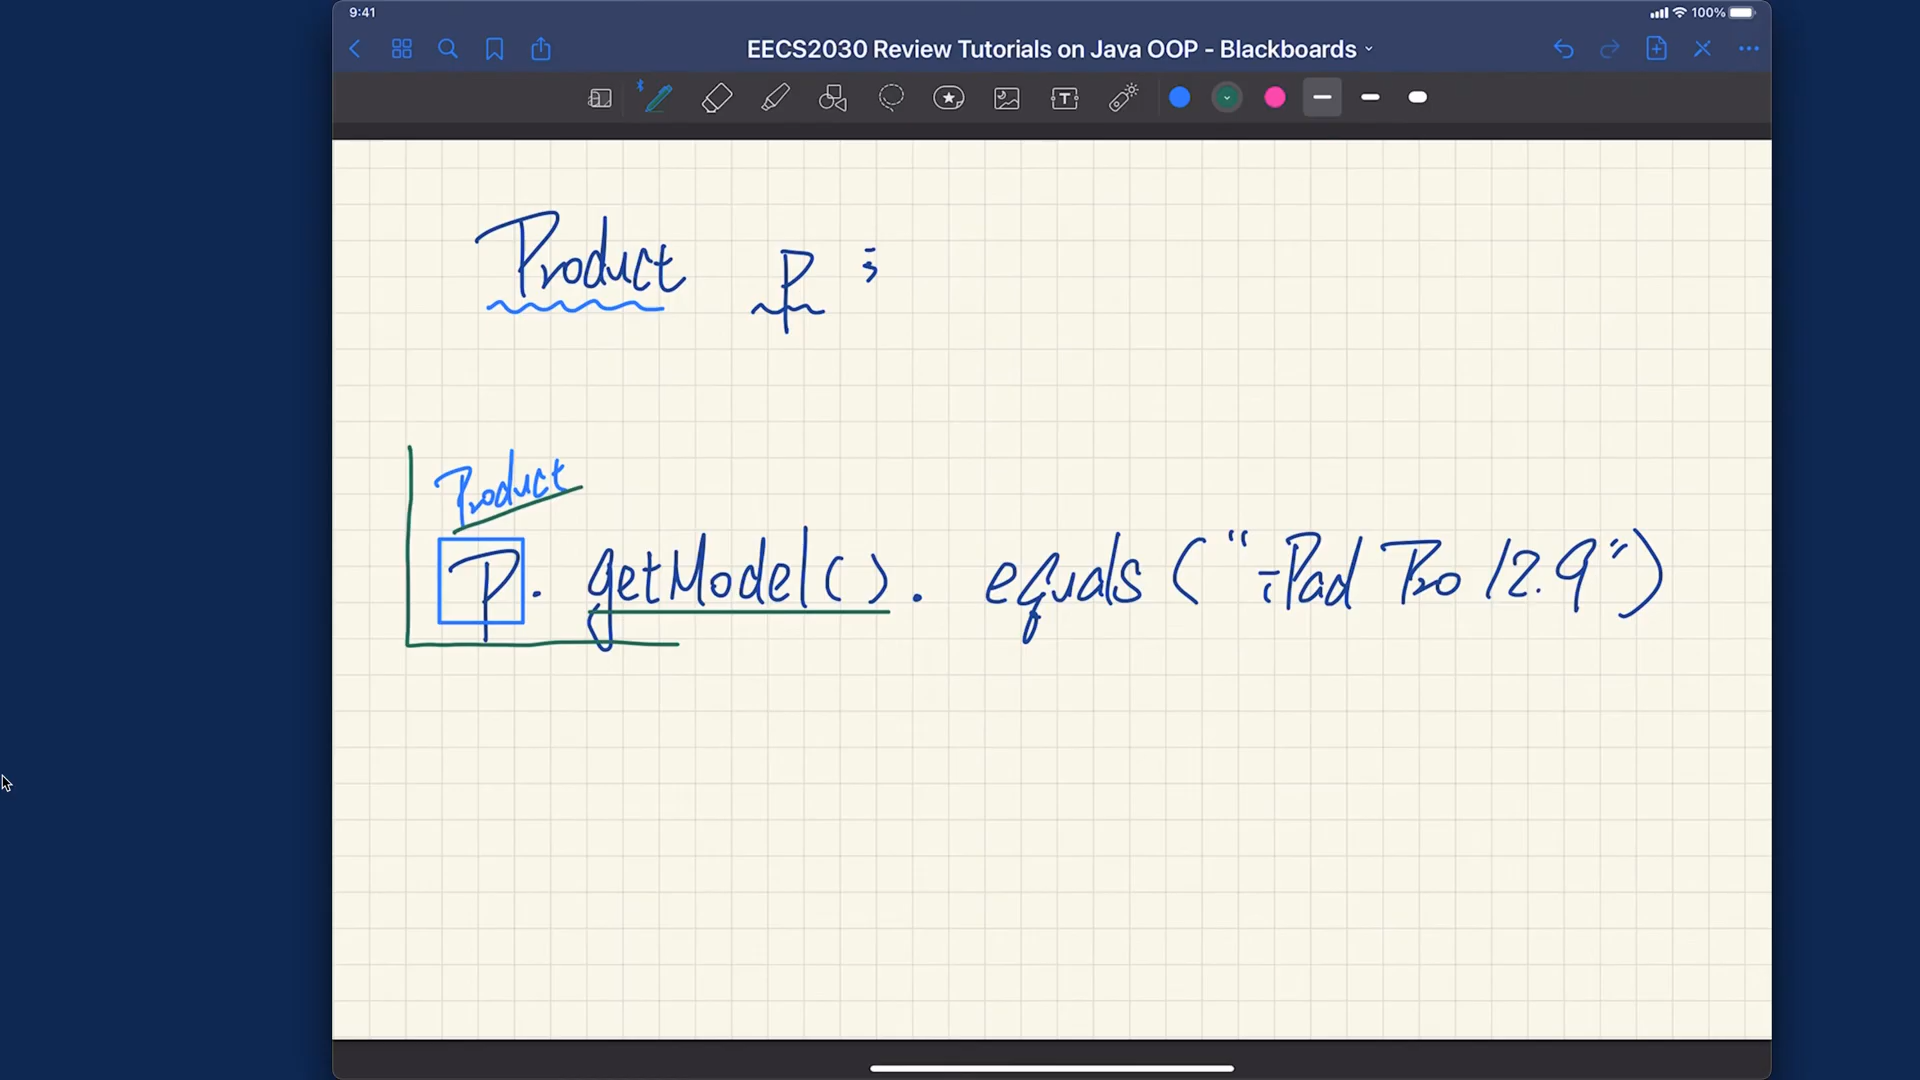 9:41
100%
EECS2030 Review Tutorials on Java OOP - Blackboards
Product P ;
Product
P. getModel(). equals ("iPad Pro 12.9")